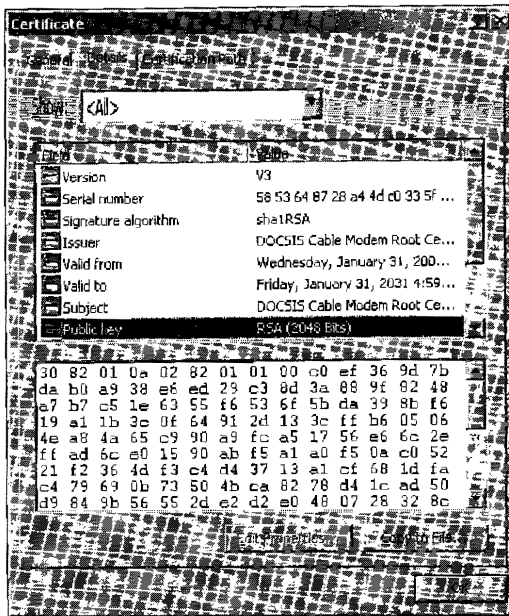 Certificate
General Details Certification Path
Show: <All>
Field Value
Version V3
Serial number 58 53 64 87 28 a4 4d c0 33 5f ...
Signature algorithm sha1RSA
Issuer DOCSIS Cable Modem Root Ce...
Valid from Wednesday, January 31, 200...
Valid to Friday, January 31, 2031 4:59...
Subject DOCSIS Cable Modem Root Ce...
Public key RSA (2048 Bits)
30 82 01 0a 02 82 01 01 00 c0 ef 36 9d 7b
da b0 a9 38 e6 ed 29 c3 8d 3a 88 9f 82 48
a7 b7 c5 1e 63 55 f6 53 6f 5b da 39 8b f6
19 a1 1b 3c 0f 64 91 2d 13 3c ff b6 05 06
4e a8 4a 65 c9 90 a9 fc a5 17 56 e6 6c 2e
ff ad 6c e0 15 90 ab f5 a1 a0 f5 0a c0 52
21 f2 36 4d f3 c4 d4 37 13 a1 cf 68 1d fa
c4 79 69 0b 73 50 4b ca 82 78 d4 1c ad 50
d9 84 9b 56 55 2d e2 d2 e0 48 07 28 32 8c
Edit Properties... Copy to File...
OK